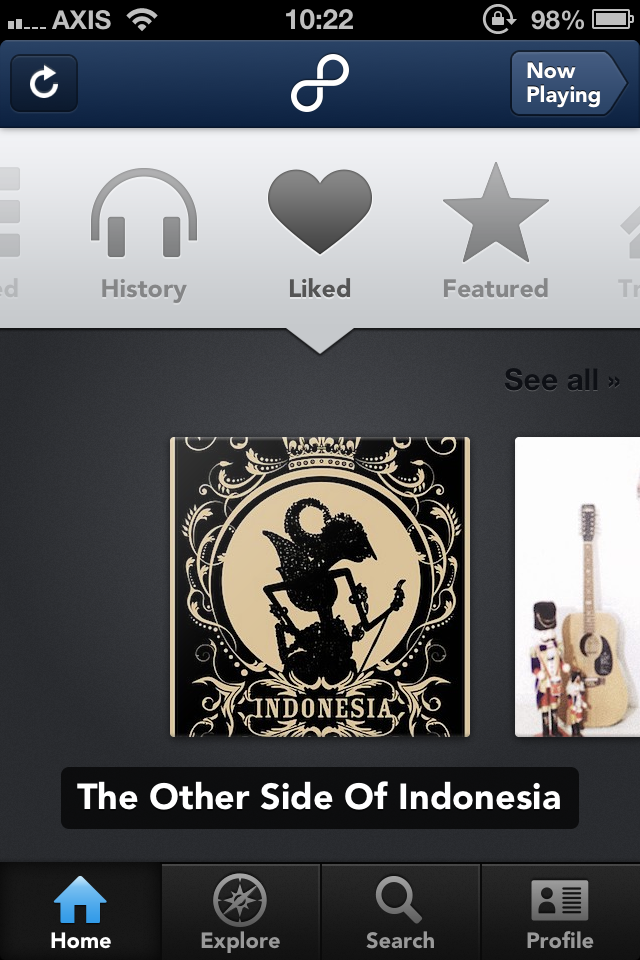 AXIS 10:22 98%
Now
Playing
ed History Liked Featured Tr
See all »
INDONESIA
The Other Side Of Indonesia
Home Explore Search Profile